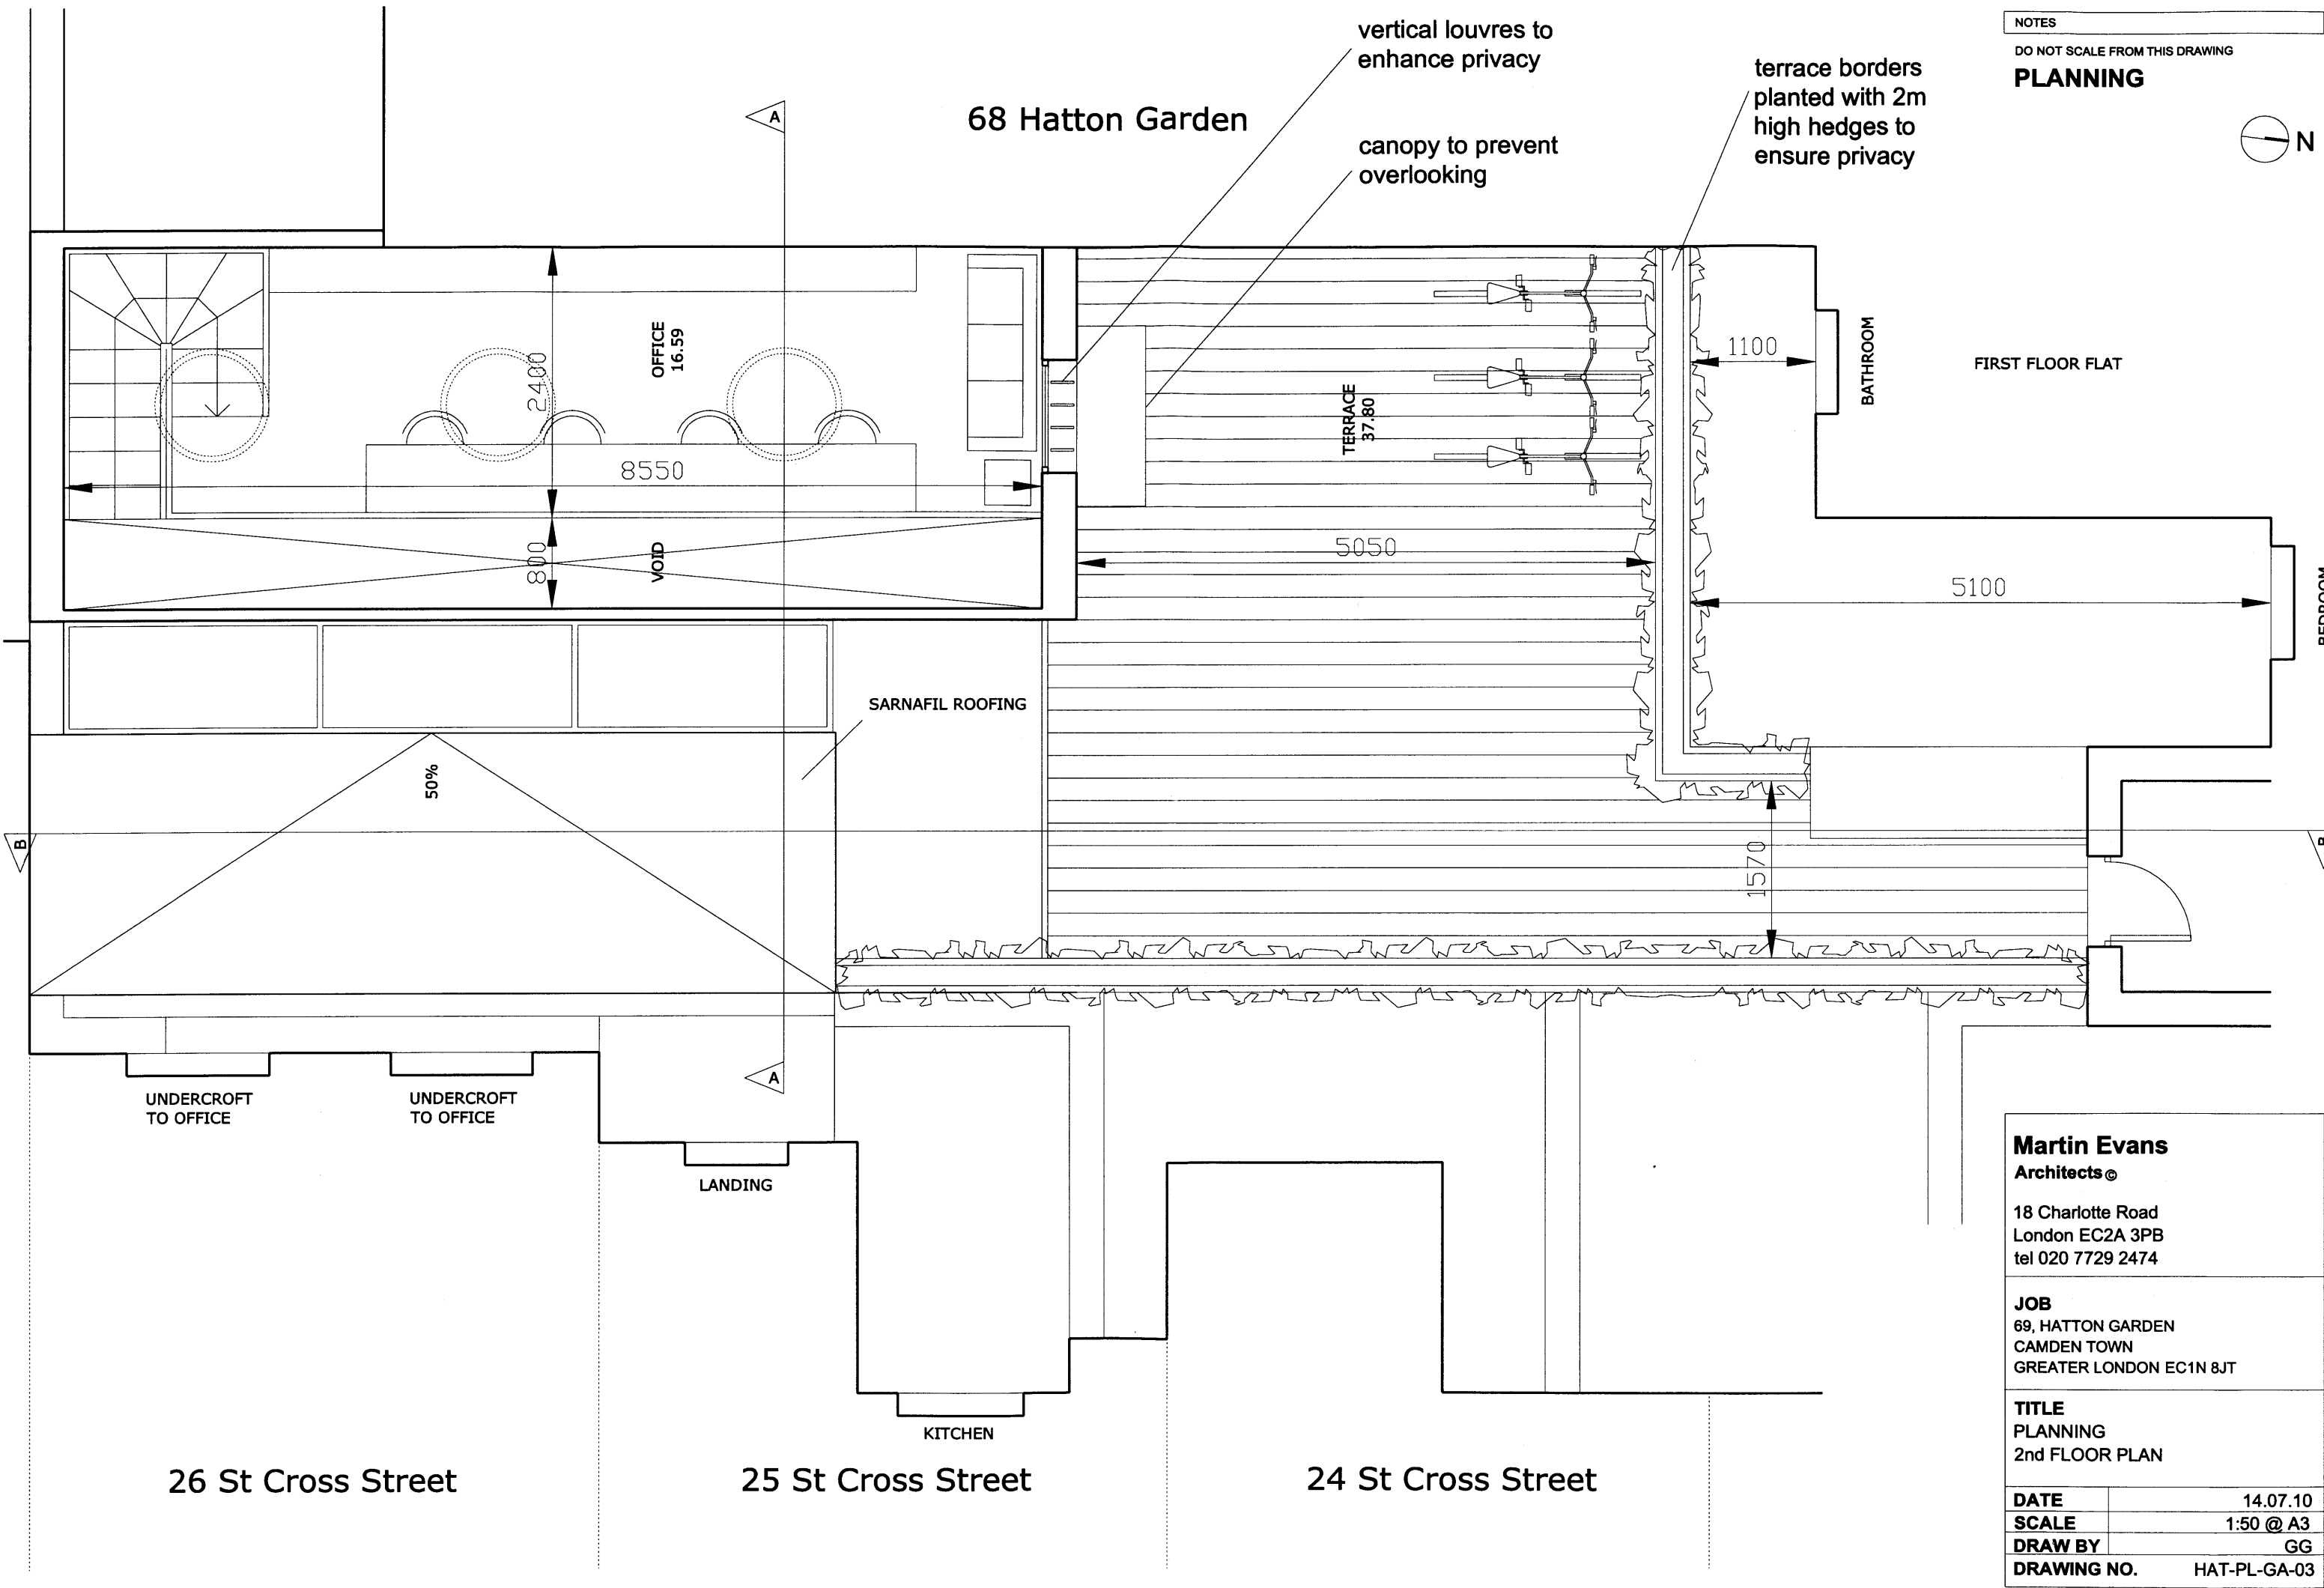 vertical louvres to
enhance privacy
68 Hatton Garden
canopy to prevent
overlooking
terrace borders
planted with 2m
high hedges to
ensure privacy
NOTES
DO NOT SCALE FROM THIS DRAWING
PLANNING
N
A
OFFICE
16.59
2400
8550
800
VOID
TERRACE
37.80
5050
1100
BATHROOM
FIRST FLOOR FLAT
5100
BEDROOM
SARNAFIL ROOFING
50%
B
B
1570
A
UNDERCROFT
TO OFFICE
UNDERCROFT
TO OFFICE
LANDING
KITCHEN
26 St Cross Street
25 St Cross Street
24 St Cross Street
Martin Evans
Architects ©
18 Charlotte Road
London EC2A 3PB
tel 020 7729 2474
JOB
69, HATTON GARDEN
CAMDEN TOWN
GREATER LONDON EC1N 8JT
TITLE
PLANNING
2nd FLOOR PLAN
DATE 14.07.10
SCALE 1:50 @ A3
DRAW BY GG
DRAWING NO. HAT-PL-GA-03